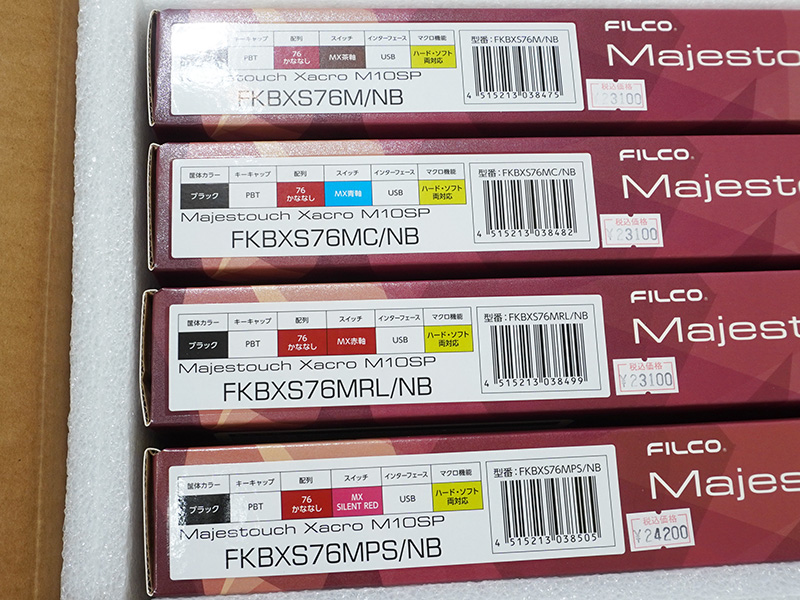 キーキャップ 配列 スイッチ インターフェース マクロ機能
PBT 76 かななし MX茶軸 USB ハード・ソフト 両対応
Majestouch Xacro M10SP
FKBXS76M/NB
型番: FKBXS76M/NB
4 515213 038475
FILCO®
Majesto
税込価格
¥23100
筐体カラー キーキャップ 配列 スイッチ インターフェース マクロ機能
ブラック PBT 76 かななし MX青軸 USB ハード・ソフト 両対応
Majestouch Xacro M10SP
FKBXS76MC/NB
型番: FKBXS76MC/NB
4 515213 038482
FILCO®
Majest
税込価格
¥23100
筐体カラー キーキャップ 配列 スイッチ インターフェース マクロ機能
ブラック PBT 76 かななし MX赤軸 USB ハード・ソフト 両対応
Majestouch Xacro M10SP
FKBXS76MRL/NB
型番: FKBXS76MRL/NB
4 515213 038499
FILCO®
Majest
税込価格
¥23100
筐体カラー キーキャップ 配列 スイッチ インターフェース マクロ機能
ブラック PBT 76 かななし MX SILENT RED USB ハード・ソフト 両対応
Majestouch Xacro M10SP
FKBXS76MPS/NB
型番: FKBXS76MPS/NB
4 515213 038505
FILCO®
Majes
税込価格
¥24200